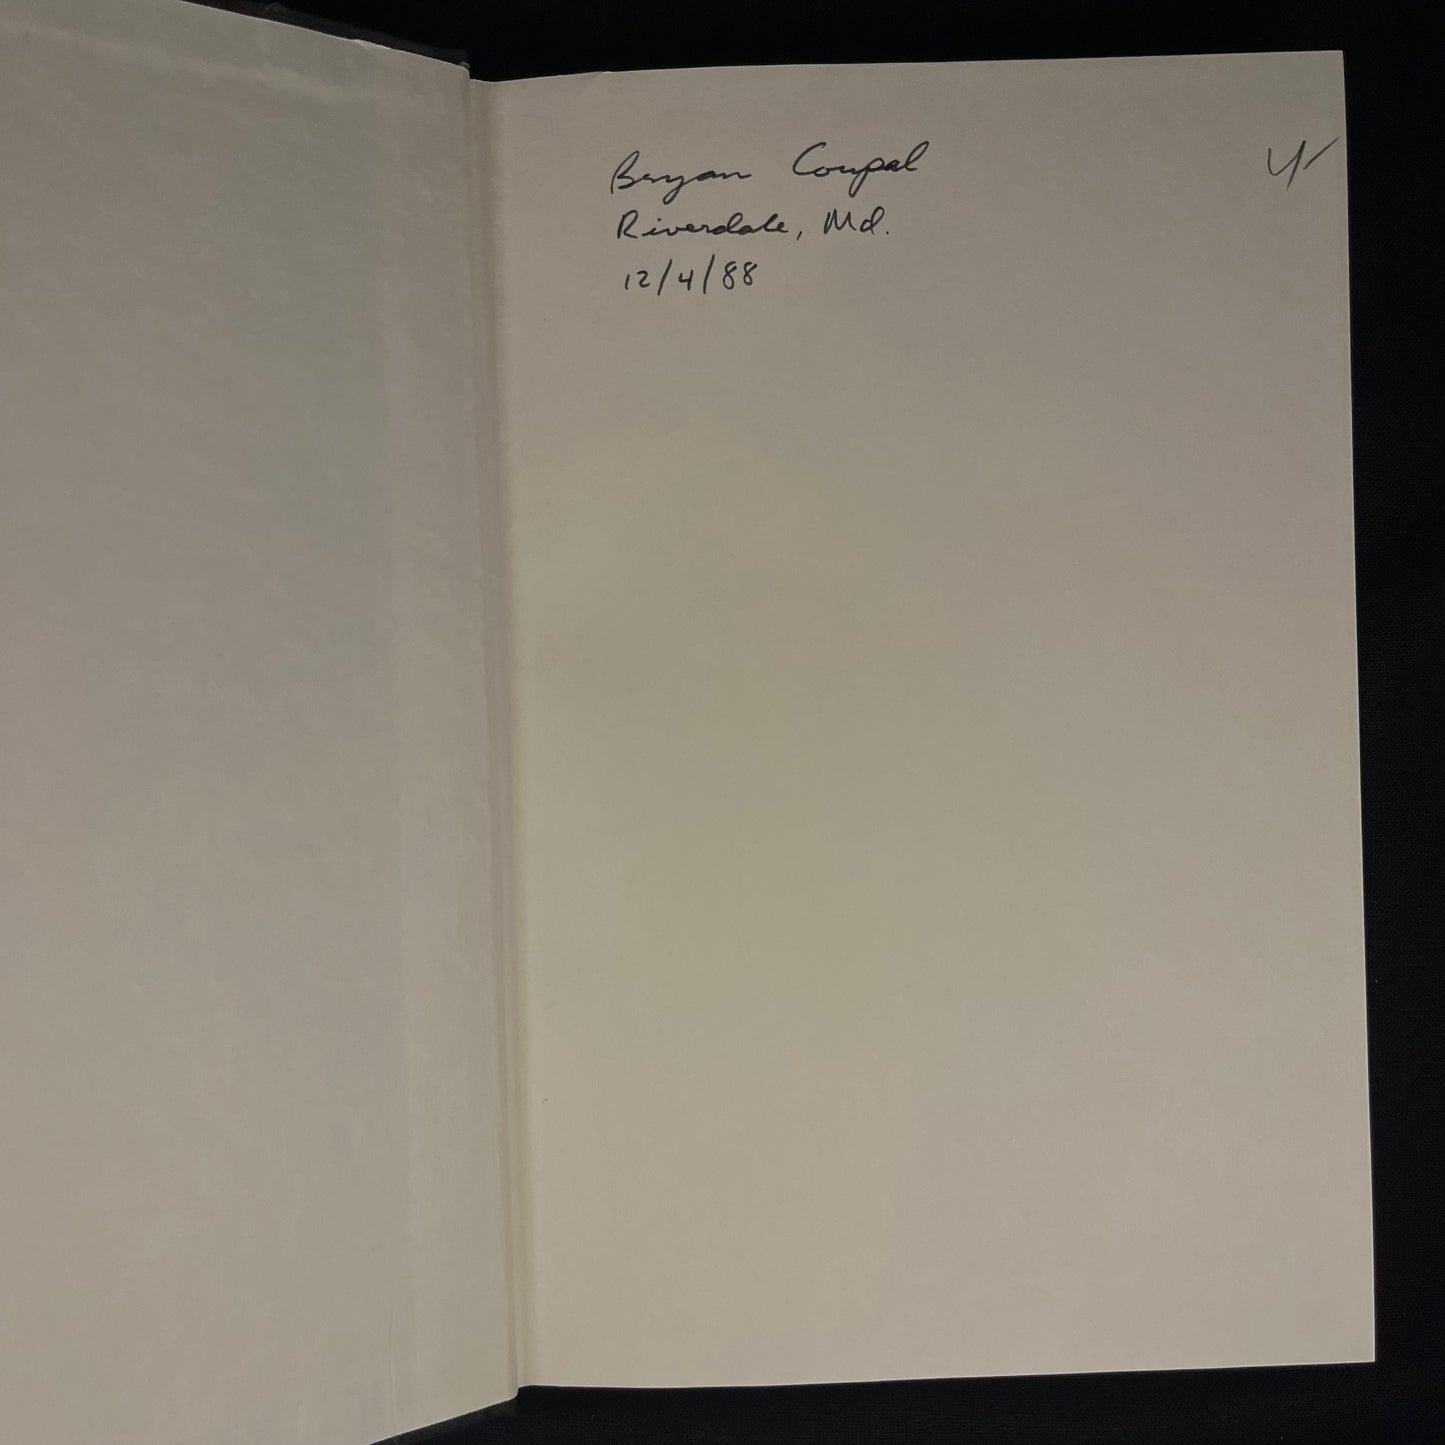 Bryan Coupal
Riverdale, Md.
12/4/88